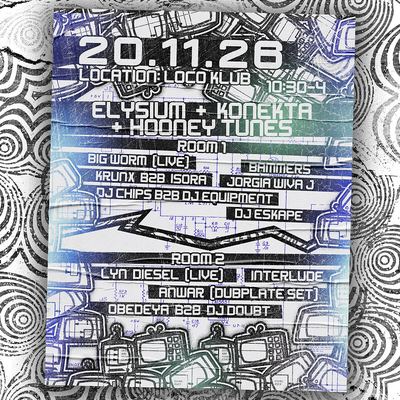 20.11.26
LOCATION: LOCO KLUB
10:30-4
ELYSIUM + KONEKTA
+ HOONEY TUNES
ROOM 1
BIG WORM (LIVE)
BAMMERS
KRUNX B2B ISORA
JORGIA WIVA J
DJ CHIPS B2B DJ EQUIPMENT
DJ ESKAPE
ROOM 2
LYN DIESEL (LIVE)
INTERLUDE
ANWAR (DUBPLATE SET)
OBEDEYA B2B DJ DOUBT